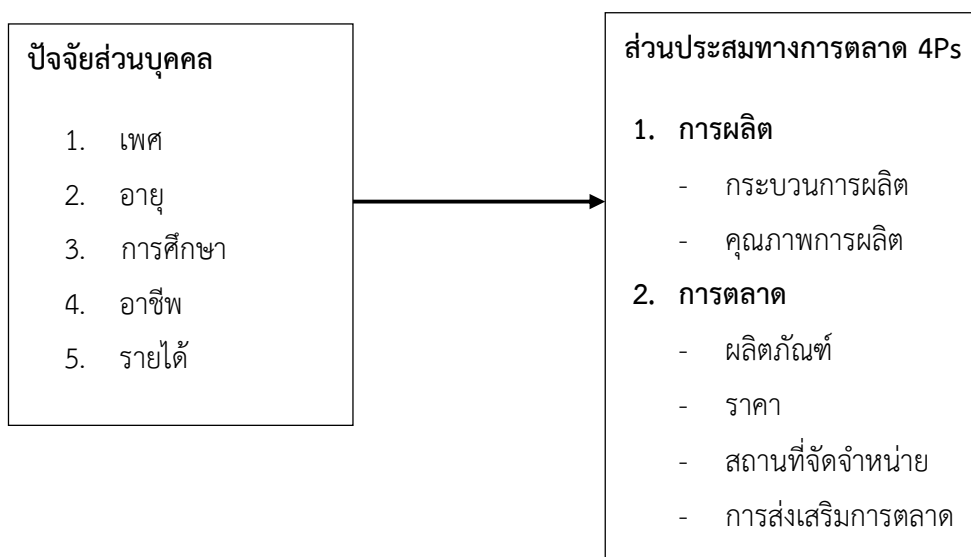 ปัจจัยส่วนบุคคล
1. เพศ
2. อายุ
3. การศึกษา
4. อาชีพ
5. รายได้
ส่วนประสมทางการตลาด 4Ps
1. การผลิต
- กระบวนการผลิต
- คุณภาพการผลิต
2. การตลาด
- ผลิตภัณฑ์
- ราคา
- สถานที่จัดจำหน่าย
- การส่งเสริมการตลาด